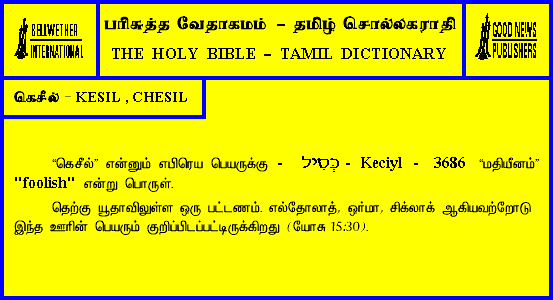 BELLWETHER
INTERNATIONAL
பரிசுத்த வேதாகமம் - தமிழ் சொல்லகராதி
THE HOLY BIBLE - TAMIL DICTIONARY
GOOD NEWS
PUBLISHERS
கெசீல் - KESIL , CHESIL
“கெசீல்” என்னும் எபிரெய பெயருக்கு - כְּסִיל - Keciyl - 3686 “மதியீனம்”
"foolish" என்று பொருள்.
தெற்கு யூதாவிலுள்ள ஒரு பட்டணம். எல்தோலாத், ஒர்மா, சிக்லாக் ஆகியவற்றோடு
இந்த ஊரின் பெயரும் குறிப்பிடப்பட்டிருக்கிறது (யோசு 15:30).